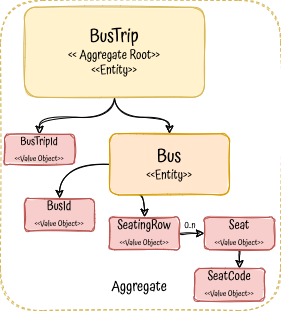 BusTrip
<< Aggregate Root>>
<<Entity>>
BusTripId
<<Value Object>>
Bus
<<Entity>>
BusId
<<Value Object>>
SeatingRow
<<Value Object>>
0..n
Seat
<<Value Object>>
SeatCode
<<Value Object>>
Aggregate